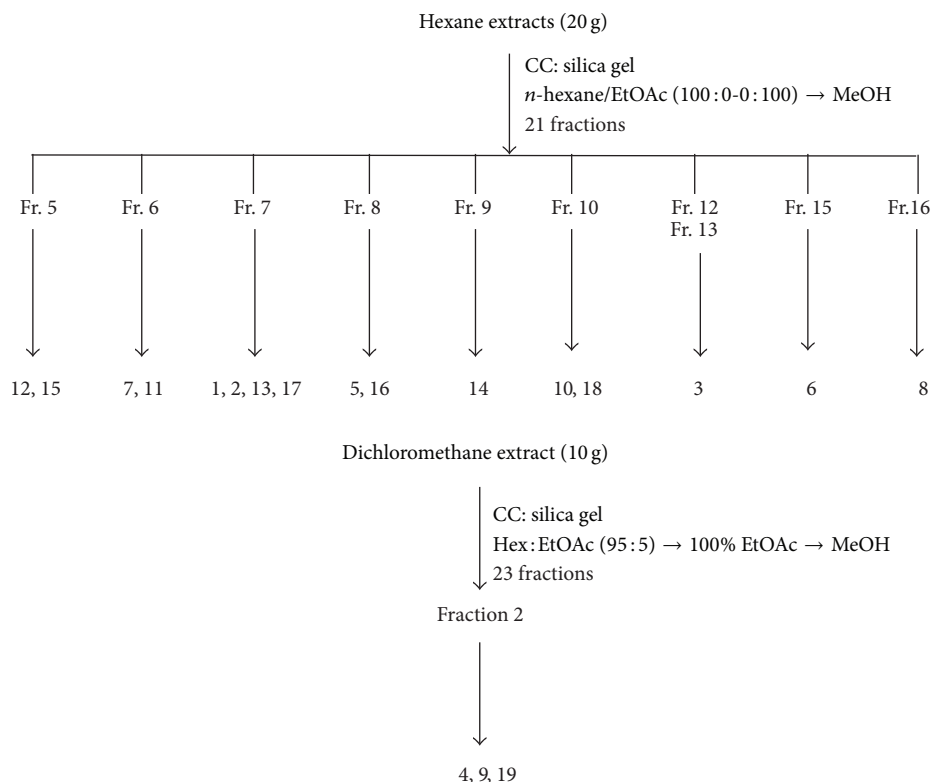 Hexane extracts (20 g)
CC: silica gel
n-hexane/EtOAc (100 : 0-0 : 100) → MeOH
21 fractions
Fr. 5 Fr. 6 Fr. 7 Fr. 8 Fr. 9 Fr. 10 Fr. 12 Fr. 15 Fr.16
Fr. 13
12, 15 7, 11 1, 2, 13, 17 5, 16 14 10, 18 3 6 8
Dichloromethane extract (10 g)
CC: silica gel
Hex : EtOAc (95 : 5) → 100% EtOAc → MeOH
23 fractions
Fraction 2
4, 9, 19